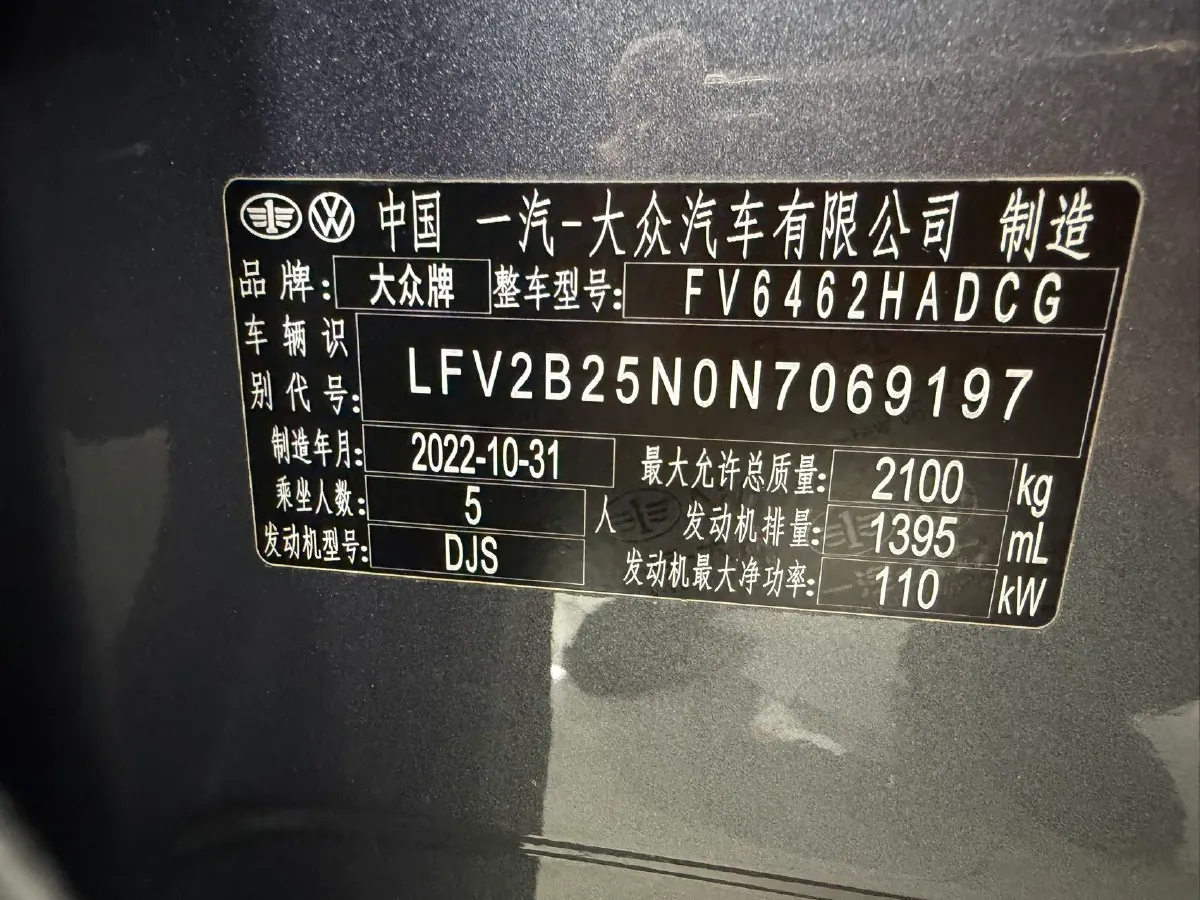 中国 一汽-大众汽车有限公司 制造
品牌: 大众牌 整车型号: FV6462HADCG
车辆识别代号: LFV2B25N0N7069197
制造年月: 2022-10-31 最大允许总质量: 2100 kg
乘坐人数: 5 人 发动机排量: 1395 mL
发动机型号: DJS 发动机最大净功率: 110 kW